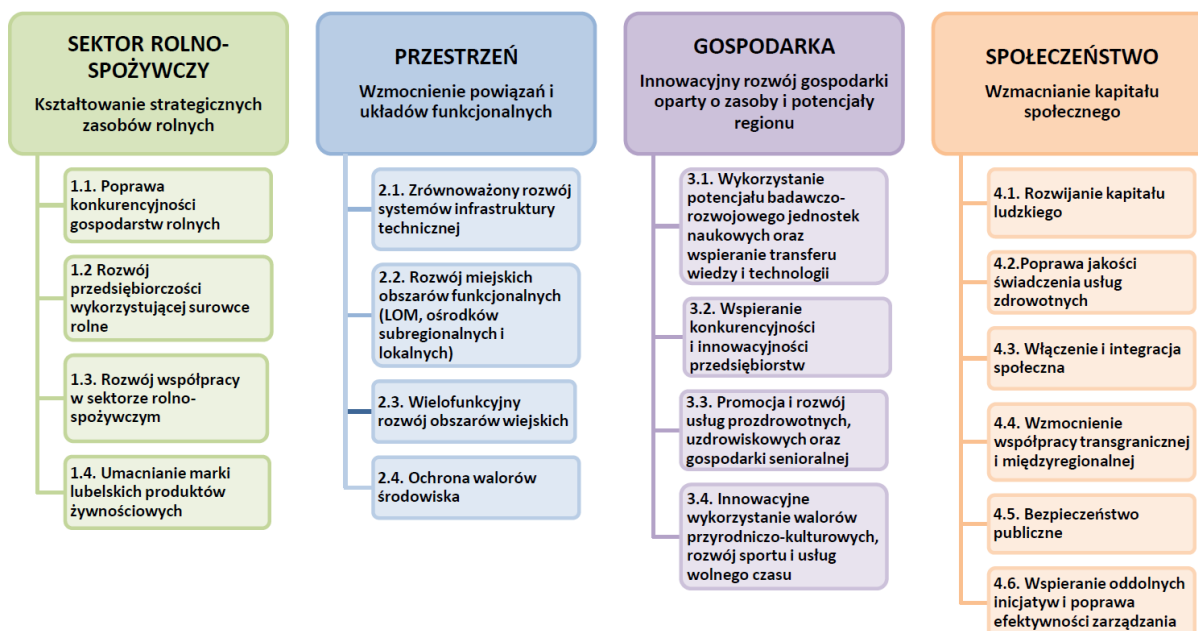 SEKTOR ROLNO-
SPOŻYWCZY
Kształtowanie strategicznych
zasobów rolnych
1.1. Poprawa
konkurencyjności
gospodarstw rolnych
1.2 Rozwój
przedsiębiorczości
wykorzystującej surowce
rolne
1.3. Rozwój współpracy
w sektorze rolno-
spożywczym
1.4. Umacnianie marki
lubelskich produktów
żywnościowych
PRZESTRZEŃ
Wzmocnienie powiązań i
układów funkcjonalnych
2.1. Zrównoważony rozwój
systemów infrastruktury
technicznej
2.2. Rozwój miejskich
obszarów funkcjonalnych
(LOM, ośrodków
subregionalnych i
lokalnych)
2.3. Wielofunkcyjny
rozwój obszarów wiejskich
2.4. Ochrona walorów
środowiska
GOSPODARKA
Innowacyjny rozwój gospodarki
oparty o zasoby i potencjały
regionu
3.1. Wykorzystanie
potencjału badawczo-
rozwojowego jednostek
naukowych oraz
wspieranie transferu
wiedzy i technologii
3.2. Wspieranie
konkurencyjności
i innowacyjności
przedsiębiorstw
3.3. Promocja i rozwój
usług prozdrowotnych,
uzdrowiskowych oraz
gospodarki senioralnej
3.4. Innowacyjne
wykorzystanie walorów
przyrodniczo-kulturowych,
rozwój sportu i usług
wolnego czasu
SPOŁECZEŃSTWO
Wzmacnianie kapitału
społecznego
4.1. Rozwijanie kapitału
ludzkiego
4.2.Poprawa jakości
świadczenia usług
zdrowotnych
4.3. Włączenie i integracja
społeczna
4.4. Wzmocnienie
współpracy transgranicznej
i międzyregionalnej
4.5. Bezpieczeństwo
publiczne
4.6. Wspieranie oddolnych
inicjatyw i poprawa
efektywności zarządzania